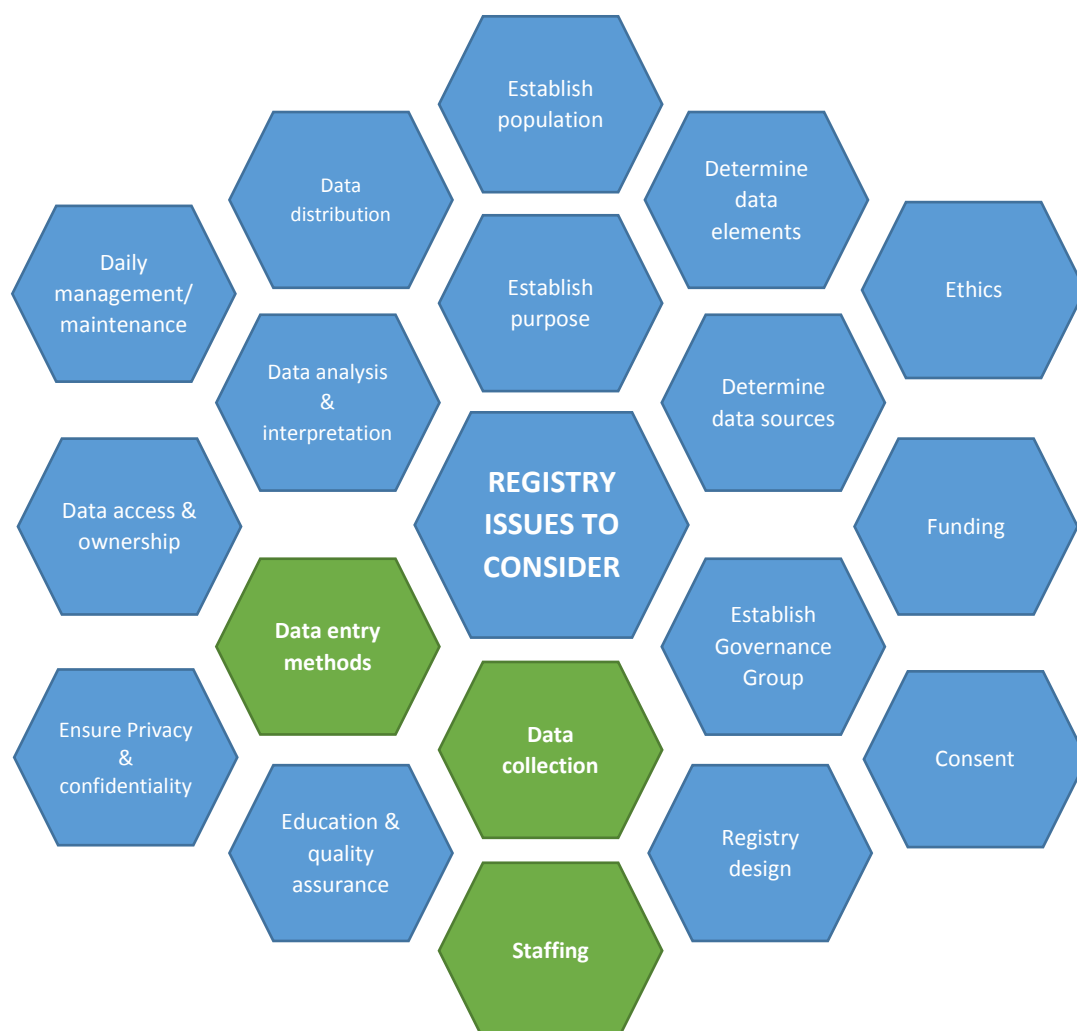 Establish
population
Data
distribution
Determine
data
elements
Daily
management/
maintenance
Establish
purpose
Ethics
Data analysis
&
interpretation
Determine
data sources
REGISTRY
ISSUES TO
CONSIDER
Data access &
ownership
Funding
Data entry
methods
Establish
Governance
Group
Ensure Privacy
&
confidentiality
Data
collection
Consent
Education &
quality
assurance
Registry
design
Staffing